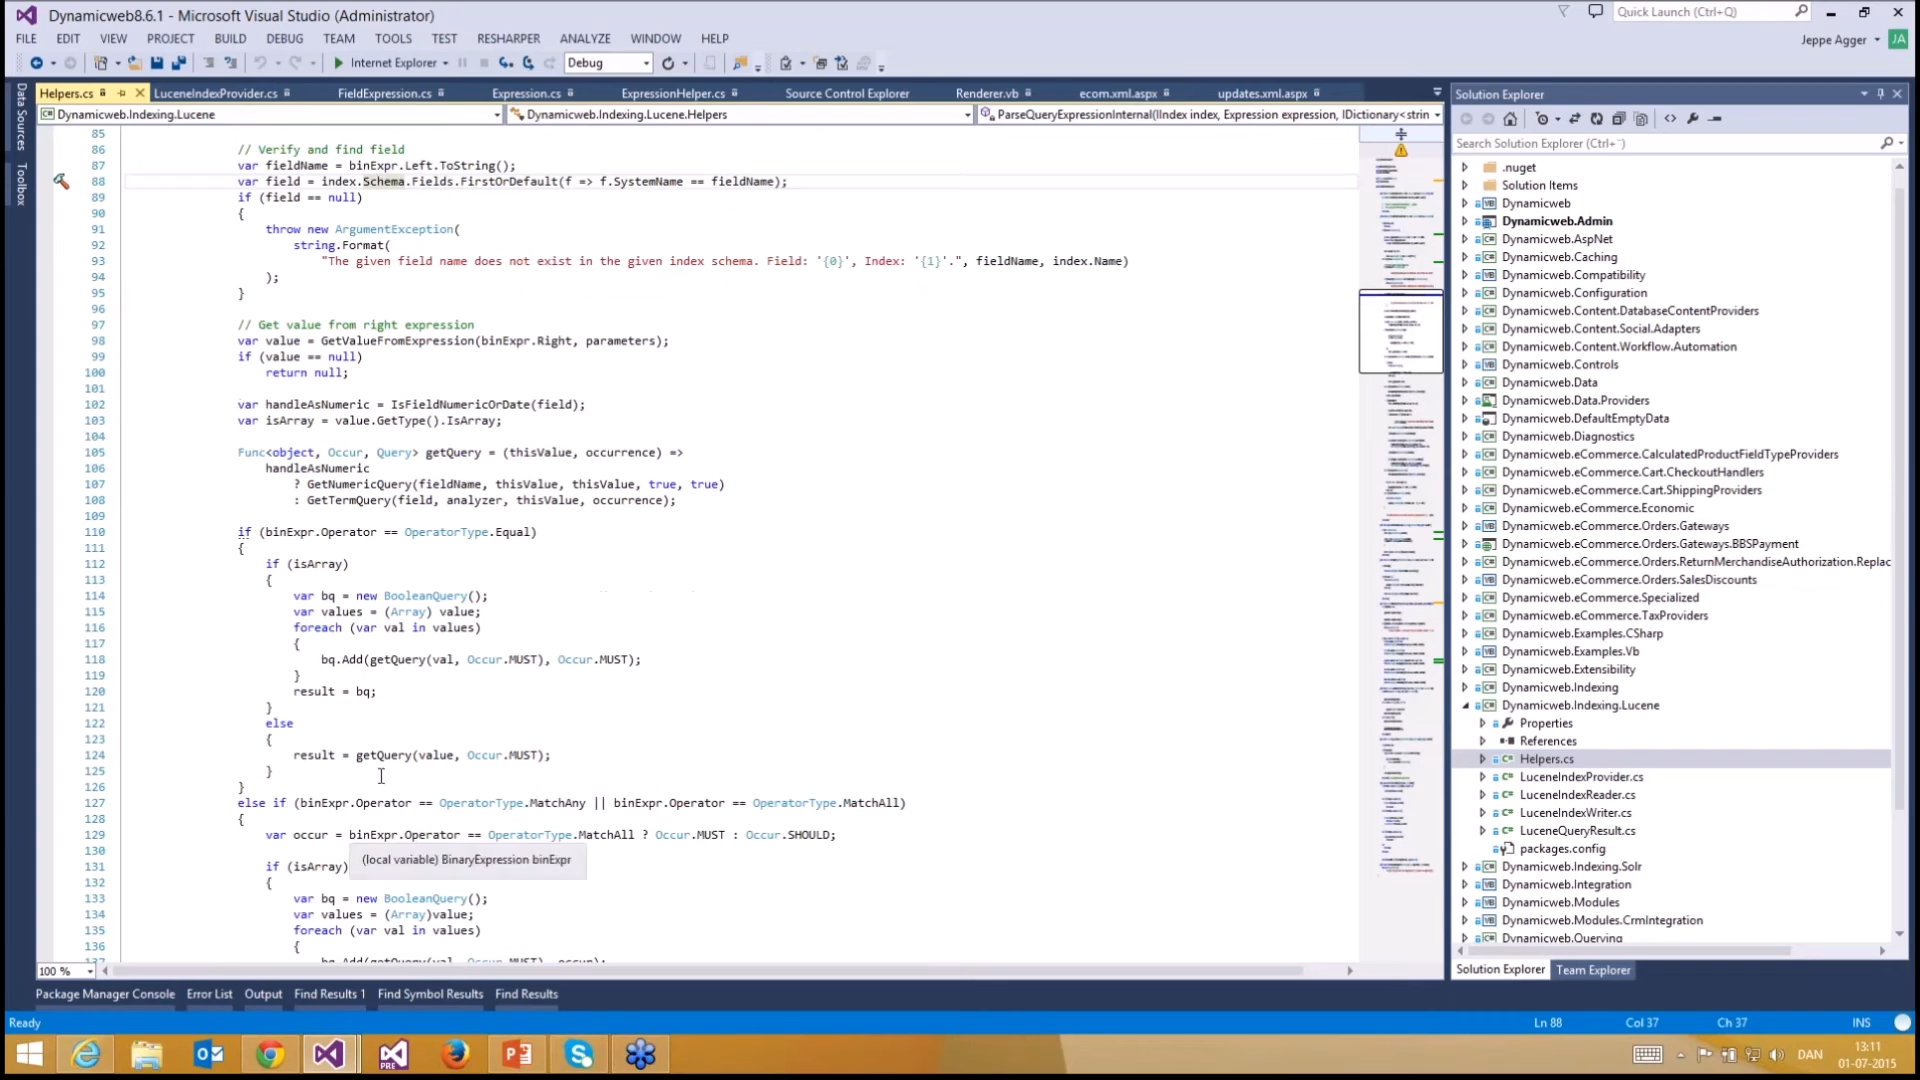 Dynamicweb8.6.1 - Microsoft Visual Studio (Administrator)
Quick Launch (Ctrl+Q)
FILE EDIT VIEW PROJECT BUILD DEBUG TEAM TOOLS TEST RESHARPER ANALYZE WINDOW HELP
Jeppe Agger JA
Internet Explorer Debug
Helpers.cs LuceneIndexProvider.cs FieldExpression.cs Expression.cs ExpressionHelper.cs Source Control Explorer Renderer.vb ecom.xml.aspx updates.xml.aspx
Dynamicweb.Indexing.Lucene Dynamicweb.Indexing.Lucene.Helpers ParseQueryExpressionInternal(IIndex index, Expression expression, IDictionary<strin
Data Sources
Toolbox
85
86 // Verify and find field
87 var fieldName = binExpr.Left.ToString();
88 var field = index.Schema.Fields.FirstOrDefault(f => f.SystemName == fieldName);
89 if (field == null)
90 {
91 throw new ArgumentException(
92 string.Format(
93 "The given field name does not exist in the given index schema. Field: '{0}', Index: '{1}'.", fieldName, index.Name)
94 );
95 }
96
97 // Get value from right expression
98 var value = GetValueFromExpression(binExpr.Right, parameters);
99 if (value == null)
100 return null;
101
102 var handleAsNumeric = IsFieldNumericOrDate(field);
103 var isArray = value.GetType().IsArray;
104
105 Func<object, Occur, Query> getQuery = (thisValue, occurrence) =>
106 handleAsNumeric
107 ? GetNumericQuery(fieldName, thisValue, thisValue, true, true)
108 : GetTermQuery(field, analyzer, thisValue, occurrence);
109
110 if (binExpr.Operator == OperatorType.Equal)
111 {
112 if (isArray)
113 {
114 var bq = new BooleanQuery();
115 var values = (Array) value;
116 foreach (var val in values)
117 {
118 bq.Add(getQuery(val, Occur.MUST), Occur.MUST);
119 }
120 result = bq;
121 }
122 else
123 {
124 result = getQuery(value, Occur.MUST);
125 }
126 }
127 else if (binExpr.Operator == OperatorType.MatchAny || binExpr.Operator == OperatorType.MatchAll)
128 {
129 var occur = binExpr.Operator == OperatorType.MatchAll ? Occur.MUST : Occur.SHOULD;
130
(local variable) BinaryExpression binExpr
131 if (isArray)
132 {
133 var bq = new BooleanQuery();
134 var values = (Array)value;
135 foreach (var val in values)
136 {
137 bq.Add(getQuery(val, Occur.MUST), occur);
100 %
Solution Explorer
Search Solution Explorer (Ctrl+¨)
.nuget
Solution Items
Dynamicweb
Dynamicweb.Admin
Dynamicweb.AspNet
Dynamicweb.Caching
Dynamicweb.Compatibility
Dynamicweb.Configuration
Dynamicweb.Content.DatabaseContentProviders
Dynamicweb.Content.Social.Adapters
Dynamicweb.Content.Workflow.Automation
Dynamicweb.Controls
Dynamicweb.Data
Dynamicweb.Data.Providers
Dynamicweb.DefaultEmptyData
Dynamicweb.Diagnostics
Dynamicweb.eCommerce.CalculatedProductFieldTypeProviders
Dynamicweb.eCommerce.Cart.CheckoutHandlers
Dynamicweb.eCommerce.Cart.ShippingProviders
Dynamicweb.eCommerce.Economic
Dynamicweb.eCommerce.Orders.Gateways
Dynamicweb.eCommerce.Orders.Gateways.BBSPayment
Dynamicweb.eCommerce.Orders.ReturnMerchandiseAuthorization.Replac
Dynamicweb.eCommerce.Orders.SalesDiscounts
Dynamicweb.eCommerce.Specialized
Dynamicweb.eCommerce.TaxProviders
Dynamicweb.Examples.CSharp
Dynamicweb.Examples.Vb
Dynamicweb.Extensibility
Dynamicweb.Indexing
Dynamicweb.Indexing.Lucene
Properties
References
Helpers.cs
LuceneIndexProvider.cs
LuceneIndexReader.cs
LuceneIndexWriter.cs
LuceneQueryResult.cs
packages.config
Dynamicweb.Indexing.Solr
Dynamicweb.Integration
Dynamicweb.Modules
Dynamicweb.Modules.CrmIntegration
Dynamicweb.Querying
Solution Explorer Team Explorer
Package Manager Console Error List Output Find Results 1 Find Symbol Results Find Results
Ready Ln 88 Col 37 Ch 37 INS
DAN 13:11
01-07-2015